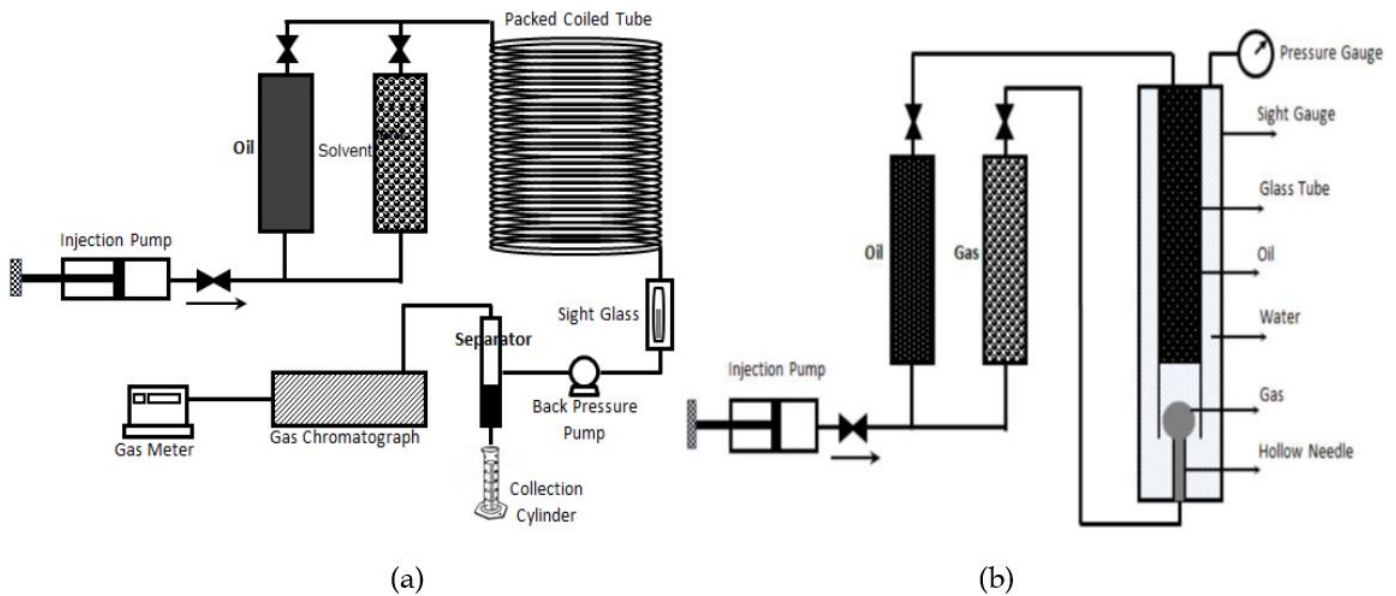 Packed Coiled Tube
Oil
Solvent
Injection Pump
Sight Glass
Separator
Back Pressure
Pump
Gas Chromatograph
Gas Meter
Collection
Cylinder
(a)
Pressure Gauge
Sight Gauge
Glass Tube
Oil
Gas
Oil
Water
Injection Pump
Gas
Hollow Needle
(b)